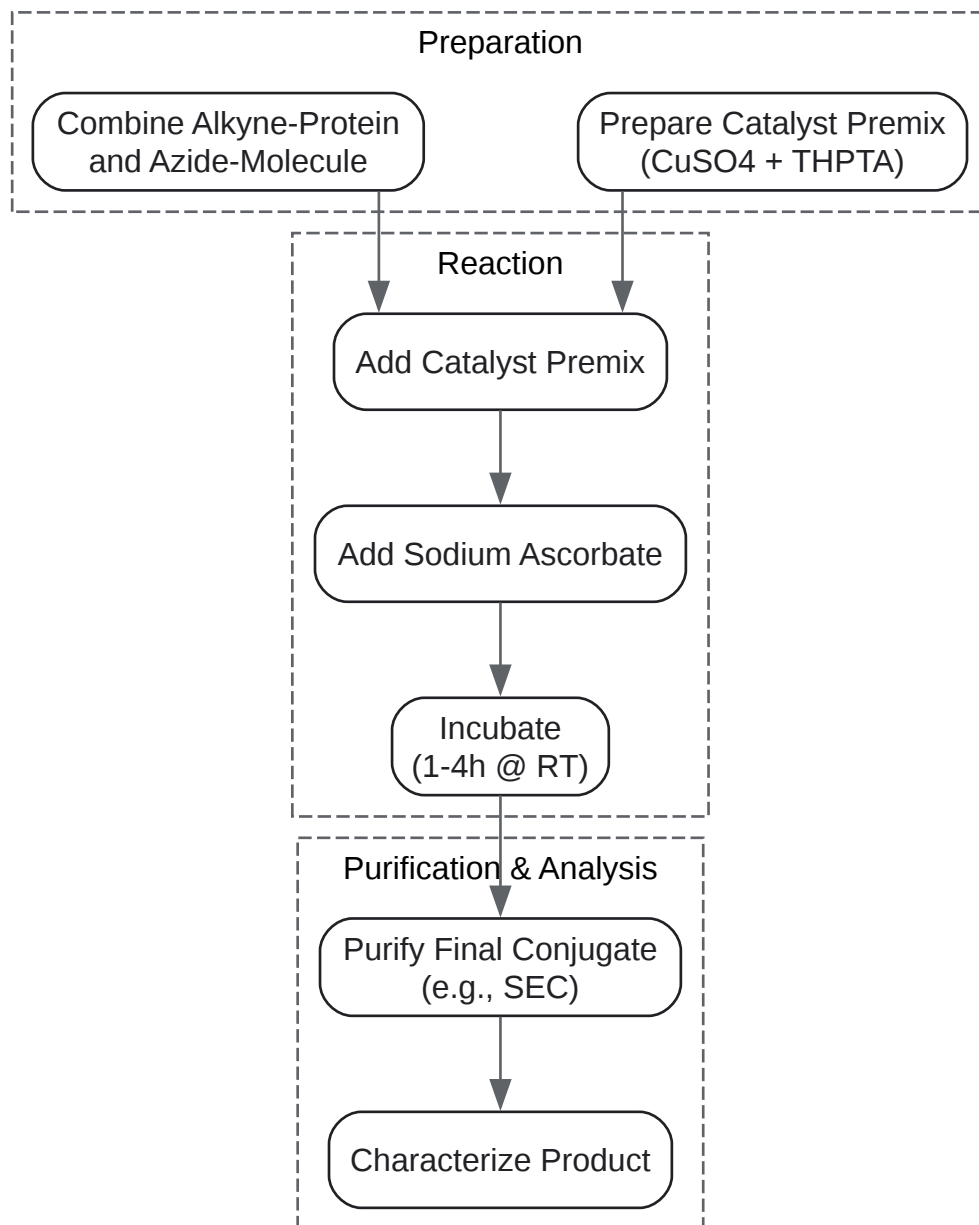 Preparation
Combine Alkyne-Protein
and Azide-Molecule
Prepare Catalyst Premix
(CuSO4 + THPTA)
Reaction
Add Catalyst Premix
Add Sodium Ascorbate
Incubate
(1-4h @ RT)
Purification & Analysis
Purify Final Conjugate
(e.g., SEC)
Characterize Product